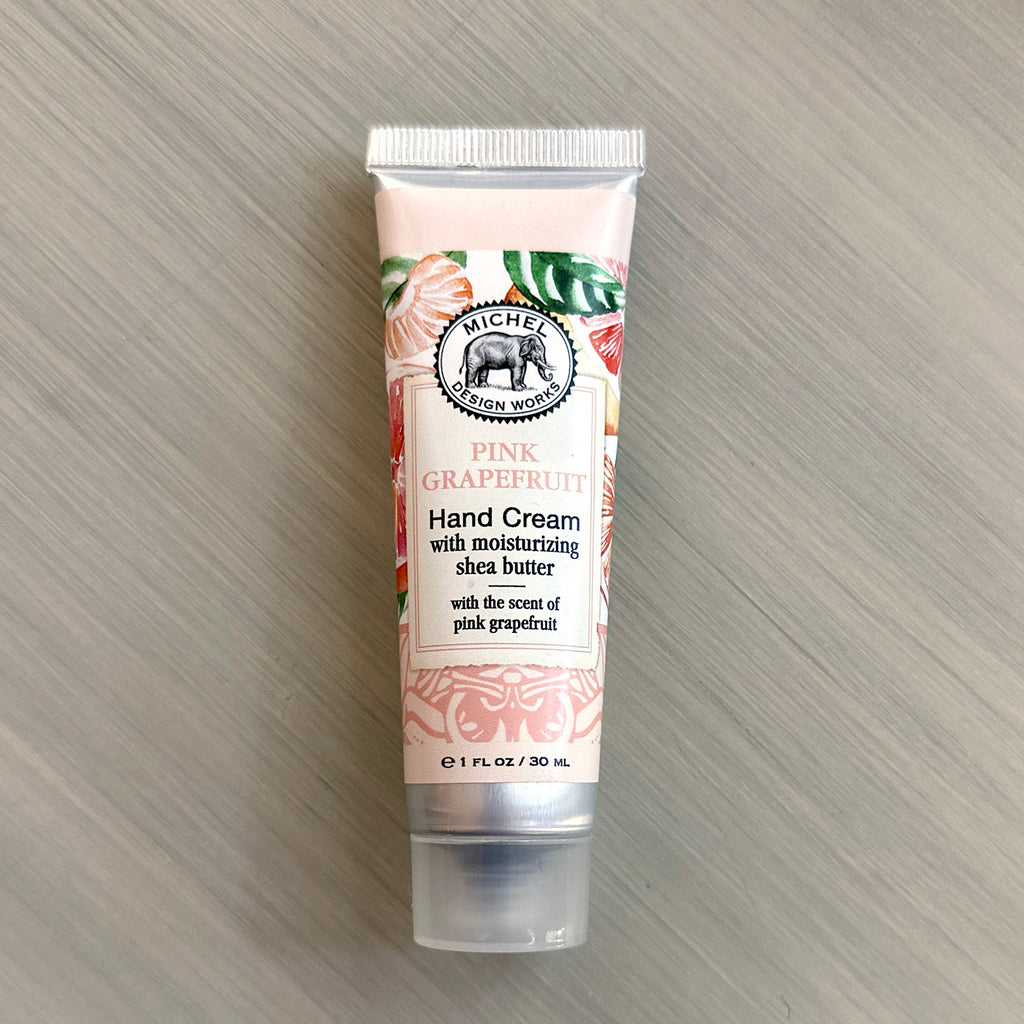 MICHEL
DESIGN WORKS
PINK
GRAPEFRUIT
Hand Cream
with moisturizing
shea butter
with the scent of
pink grapefruit
℮ 1 FL OZ / 30 ML